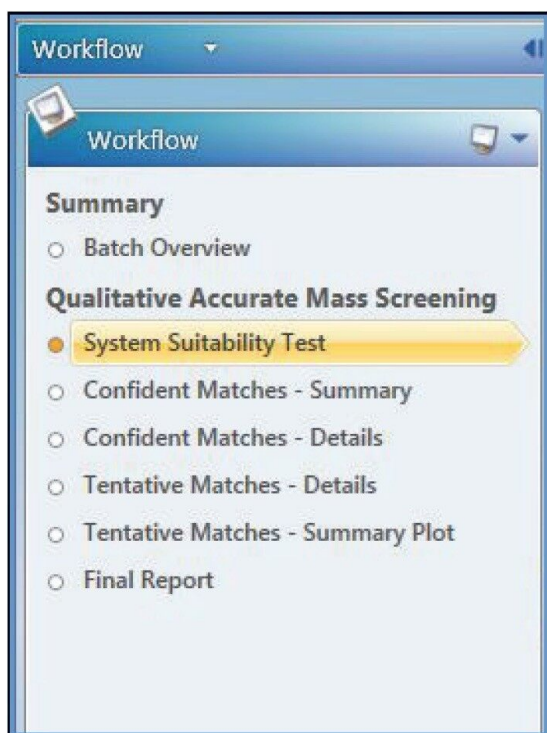 Workflow
Workflow
Summary
Batch Overview
Qualitative Accurate Mass Screening
System Suitability Test
Confident Matches - Summary
Confident Matches - Details
Tentative Matches - Details
Tentative Matches - Summary Plot
Final Report